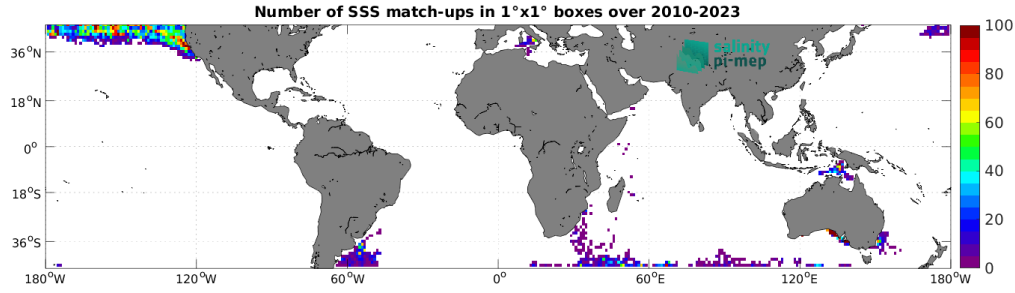 Number of SSS match-ups in 1°x1° boxes over 2010-2023
salinity
pi-mep
36°N
18°N
0°
18°S
36°S
180°W
120°W
60°W
0°
60°E
120°E
180°W
100
80
60
40
20
0